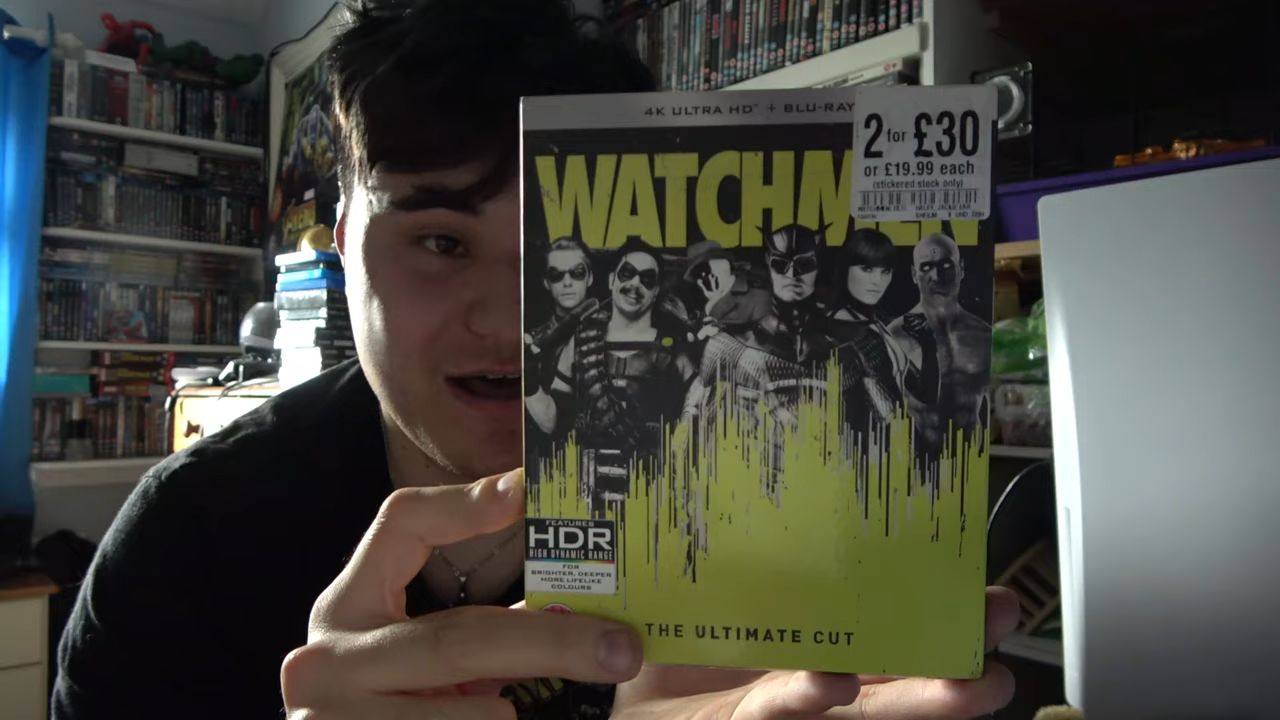 4K ULTRA HD™ + BLU-RAY
2 for £30
or £19.99 each
(stickered stock only)
WATCHMEN
FEATURES
HDR
HIGH DYNAMIC RANGE
FOR
BRIGHTER, DEEPER
MORE LIFELIKE
COLOURS
THE ULTIMATE CUT